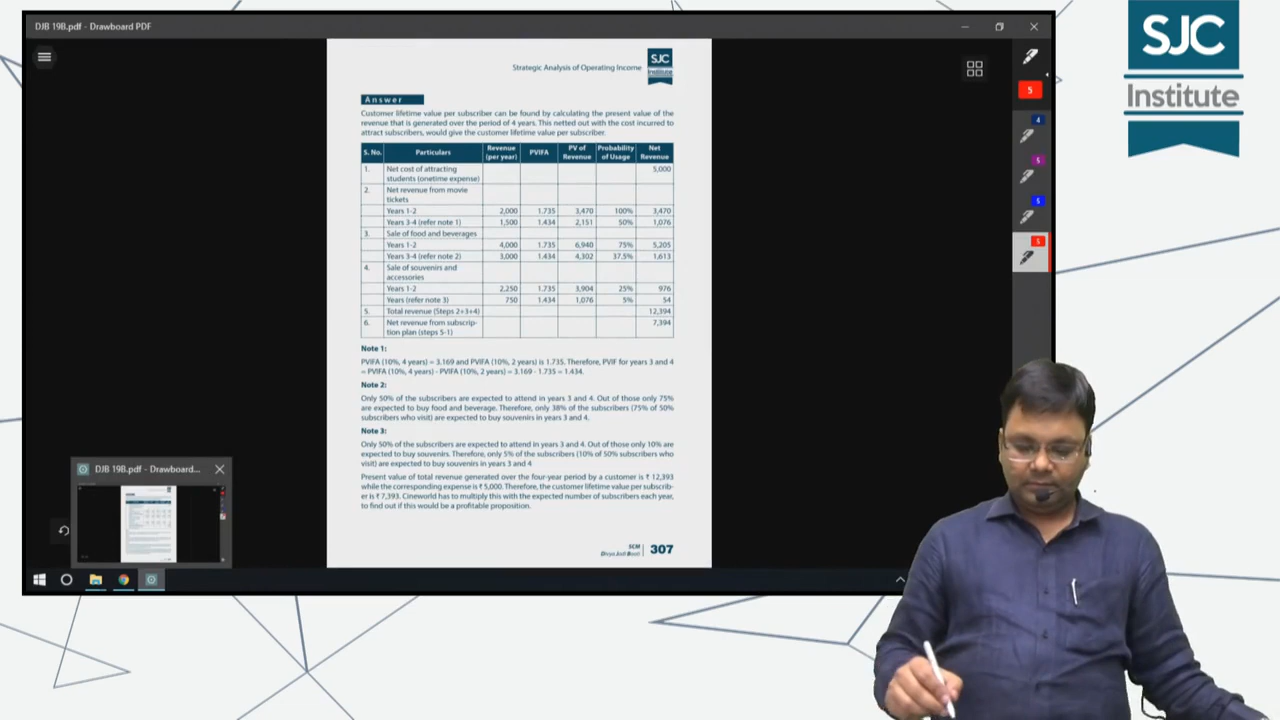 DJB 19B.pdf - Drawboard PDF
SJC
Institute
Strategic Analysis of Operating Income
SJC
Institute
5
4
5
5
5
Answer
Customer lifetime value per subscriber can be found by calculating the present value of the
revenue that is generated over the period of 4 years. This netted out with the cost incurred to
attract subscribers, would give the customer lifetime value per subscriber.
S. No. Particulars Revenue (per year) PVIFA PV of Revenue Probability of Usage Net Revenue
1. Net cost of attracting 5,000
students (onetime expense)
2. Net revenue from movie
tickets
Years 1-2 2,000 1.735 3,470 100% 3,470
Years 3-4 (refer note 1) 1,500 1.434 2,151 50% 1,076
3. Sale of food and beverages
Years 1-2 4,000 1.735 6,940 75% 5,205
Years 3-4 (refer note 2) 3,000 1.434 4,302 37.5% 1,613
4. Sale of souvenirs and
accessories
Years 1-2 2,250 1.735 3,904 25% 976
Years (refer note 3) 750 1.434 1,076 5% 54
5. Total revenue (Steps 2+3+4) 12,394
6. Net revenue from subscrip- 7,394
tion plan (steps 5-1)
Note 1:
PVIFA (10%, 4 years) = 3.169 and PVIFA (10%, 2 years) is 1.735. Therefore, PVIF for years 3 and 4
= PVIFA (10%, 4 years) - PVIFA (10%, 2 years) = 3.169 - 1.735 = 1.434.
Note 2:
Only 50% of the subscribers are expected to attend in years 3 and 4. Out of those only 75%
are expected to buy food and beverage. Therefore, only 38% of the subscribers (75% of 50%
subscribers who visit) are expected to buy souvenirs in years 3 and 4.
Note 3:
Only 50% of the subscribers are expected to attend in years 3 and 4. Out of those only 10% are
expected to buy souvenirs. Therefore, only 5% of the subscribers (10% of 50% subscribers who
visit) are expected to buy souvenirs in years 3 and 4
Present value of total revenue generated over the four-year period by a customer is ₹ 12,393
while the corresponding expense is ₹ 5,000. Therefore, the customer lifetime value per subscrib-
er is ₹ 7,393. Cineworld has to multiply this with the expected number of subscribers each year,
to find out if this would be a profitable proposition.
DJB 19B.pdf - Drawboard...
SCM
Divya Jadi Booti
307